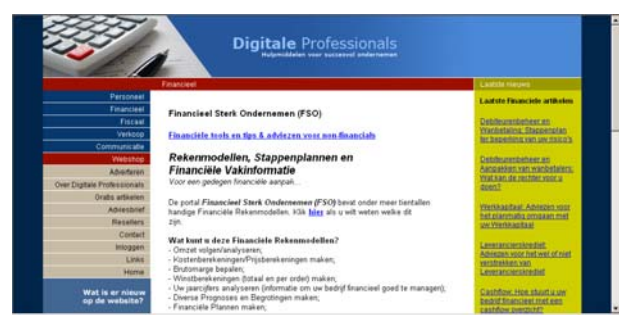 Digitale Professionals
Hulpmiddelen voor succesvol ondernemen
Financieel
Laatste nieuws
Personeel
Financieel
Fiscaal
Verkoop
Communicatie
Webshop
Adverteren
Over Digitale Professionals
Gratis artikelen
Adviesbrief
Resellers
Contact
Inloggen
Links
Home
Wat is er nieuw
op de website?
Financieel Sterk Ondernemen (FSO)
Financiële tools en tips & adviezen voor non-financials
Rekenmodellen, Stappenplannen en
Financiële Vakinformatie
Voor een gedegen financiële aanpak...
De portal Financieel Sterk Ondernemen (FSO) bevat onder meer tientallen
handige Financiële Rekenmodellen. Klik hier als u wilt weten welke dit
zijn.
Wat kunt u deze Financiële Rekenmodellen?
- Omzet volgen/analyseren;
- Kostenberekeningen/Prijsberekeningen maken;
- Brutomarge bepalen;
- Winstberekeningen (totaal en per order) maken;
- Uw jaarcijfers analyseren (informatie om uw bedrijf financieel goed te managen);
- Diverse Prognoses en Begrotingen maken;
- Financiële Plannen maken;
Laatste Financiële artikelen
Debiteurenbeheer en
Wanbetaling: Stappenplan
ter beperking van uw risico's
Debiteurenbeheer en
Aanpakken van wanbetalers:
Wat kan de rechter voor u
doen?
Werkkapitaal: Adviezen voor
het planmatig omgaan met
uw Werkkapitaal
Leverancierskrediet:
Adviezen voor het wel of niet
verstrekken van
Leverancierskrediet
Cashflow: Hoe stuurt u uw
bedrijf financieel met een
cashflow overzicht?